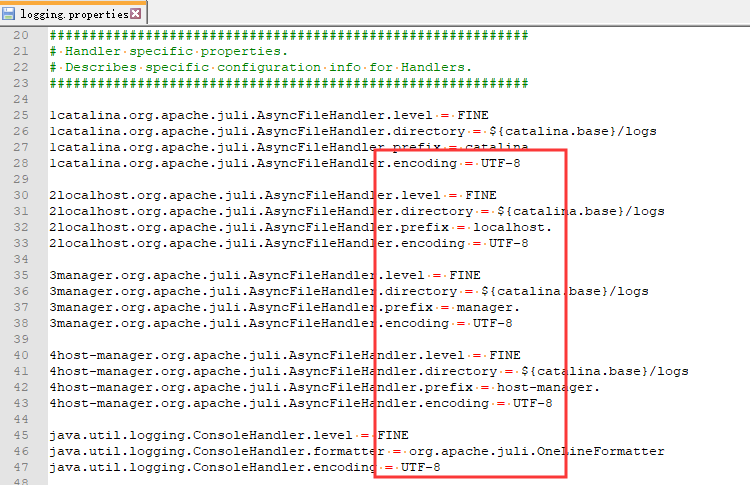 logging.properties
20 ############################################################
21 # Handler specific properties.
22 # Describes specific configuration info for Handlers.
23 ############################################################
24
25 1catalina.org.apache.juli.AsyncFileHandler.level = FINE
26 1catalina.org.apache.juli.AsyncFileHandler.directory = ${catalina.base}/logs
27 1catalina.org.apache.juli.AsyncFileHandler.prefix = catalina.
28 1catalina.org.apache.juli.AsyncFileHandler.encoding = UTF-8
29
30 2localhost.org.apache.juli.AsyncFileHandler.level = FINE
31 2localhost.org.apache.juli.AsyncFileHandler.directory = ${catalina.base}/logs
32 2localhost.org.apache.juli.AsyncFileHandler.prefix = localhost.
33 2localhost.org.apache.juli.AsyncFileHandler.encoding = UTF-8
34
35 3manager.org.apache.juli.AsyncFileHandler.level = FINE
36 3manager.org.apache.juli.AsyncFileHandler.directory = ${catalina.base}/logs
37 3manager.org.apache.juli.AsyncFileHandler.prefix = manager.
38 3manager.org.apache.juli.AsyncFileHandler.encoding = UTF-8
39
40 4host-manager.org.apache.juli.AsyncFileHandler.level = FINE
41 4host-manager.org.apache.juli.AsyncFileHandler.directory = ${catalina.base}/logs
42 4host-manager.org.apache.juli.AsyncFileHandler.prefix = host-manager.
43 4host-manager.org.apache.juli.AsyncFileHandler.encoding = UTF-8
44
45 java.util.logging.ConsoleHandler.level = FINE
46 java.util.logging.ConsoleHandler.formatter = org.apache.juli.OneLineFormatter
47 java.util.logging.ConsoleHandler.encoding = UTF-8
48